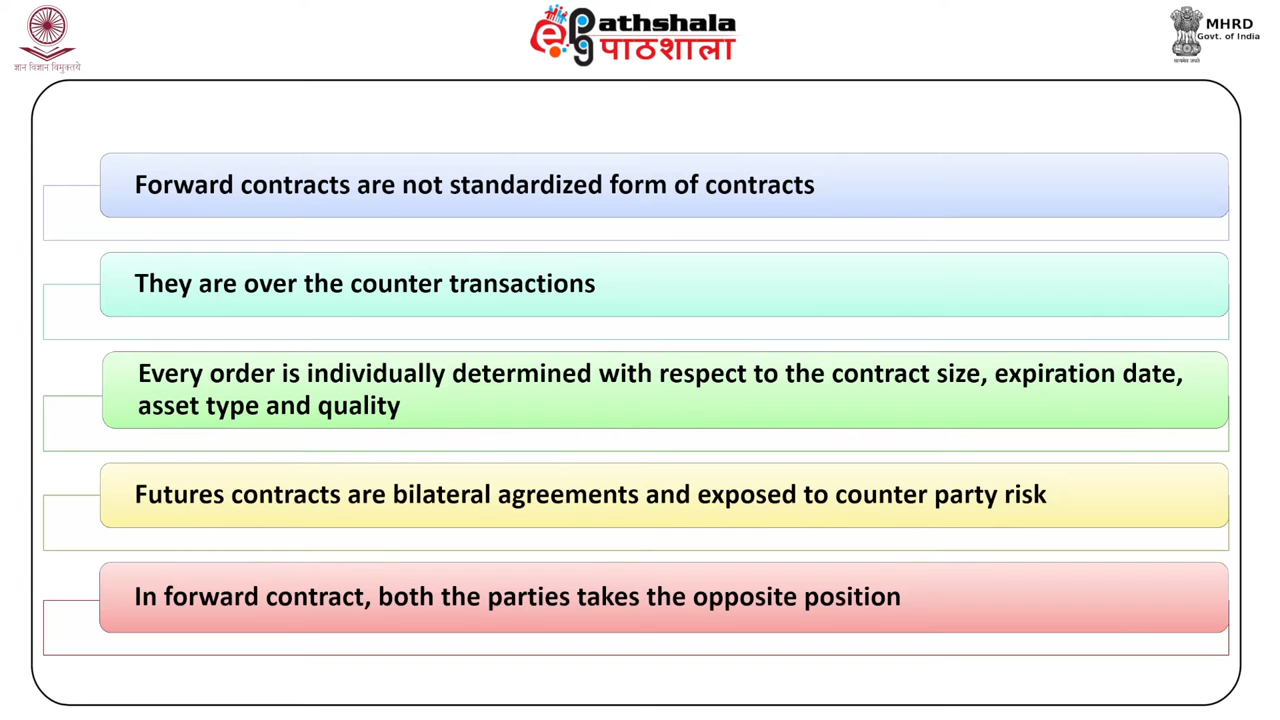 ज्ञान विज्ञान विमुक्तये
ePathshala
पाठशाला
MHRD
Govt. of India
सत्यमेव जयते
Forward contracts are not standardized form of contracts
They are over the counter transactions
Every order is individually determined with respect to the contract size, expiration date,
asset type and quality
Futures contracts are bilateral agreements and exposed to counter party risk
In forward contract, both the parties takes the opposite position